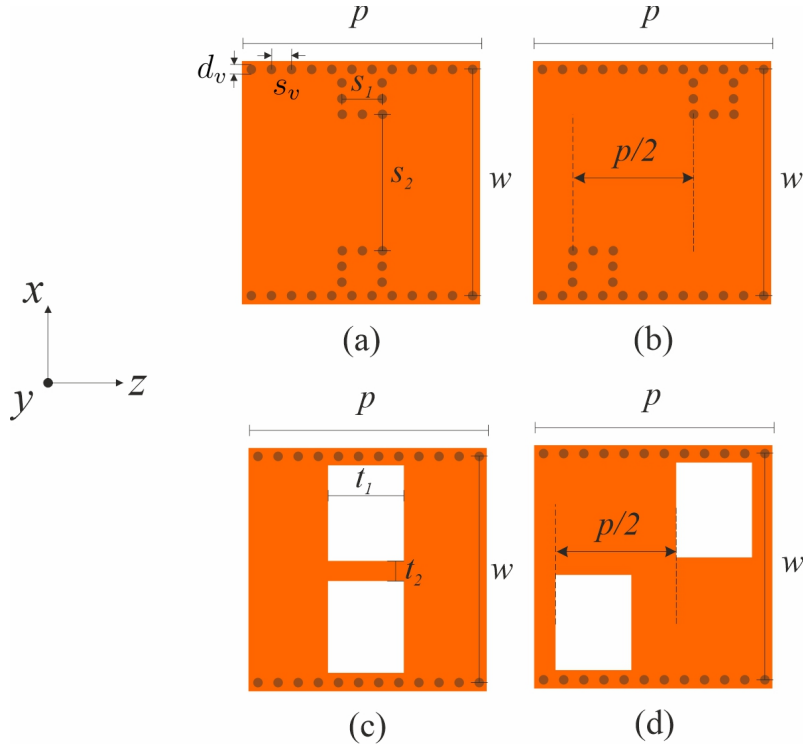 p
p
d_v
s_v
s_1
p/2
s_2
w
w
x
z
y
(a)
(b)
p
p
t_1
p/2
t_2
w
w
(c)
(d)